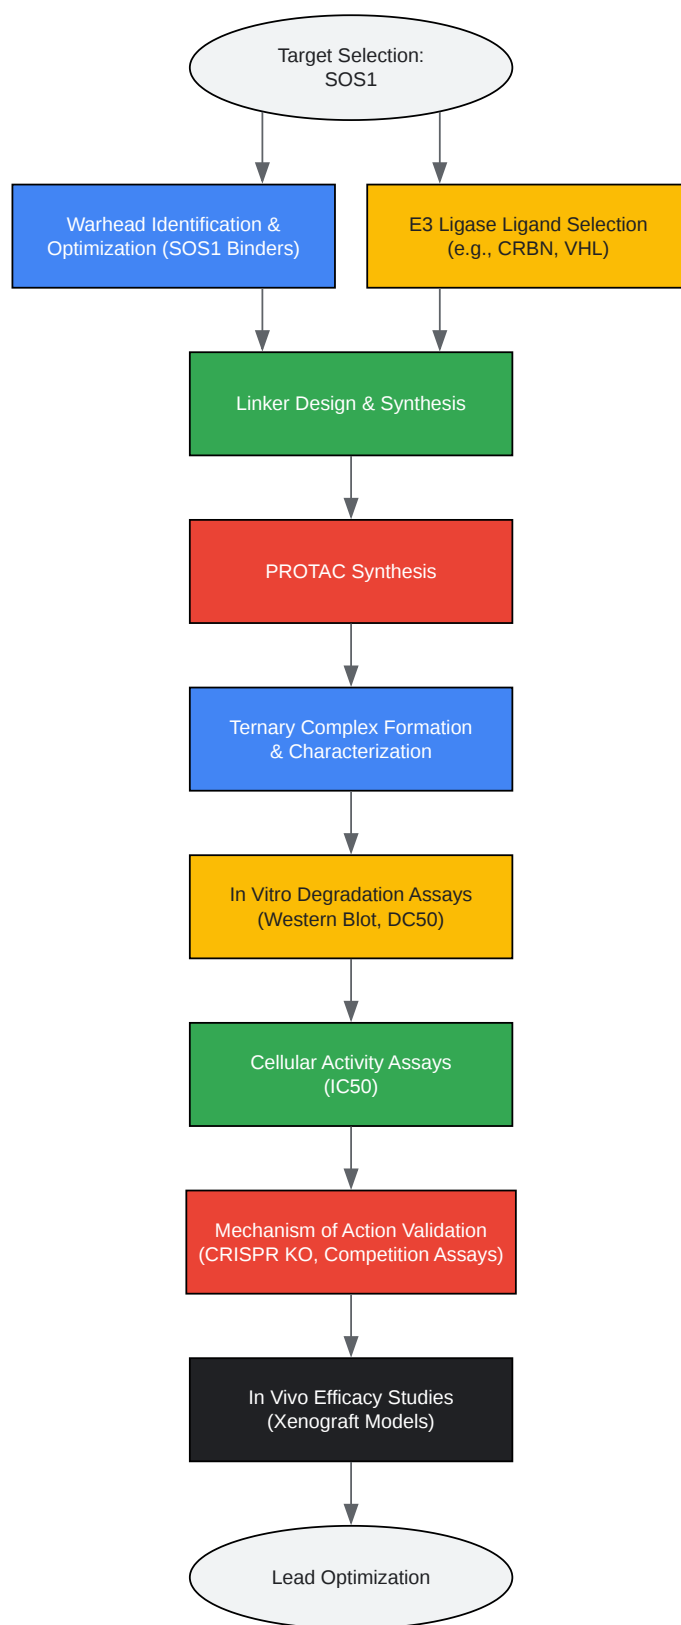 Target Selection:
SOS1
Warhead Identification &
Optimization (SOS1 Binders)
E3 Ligase Ligand Selection
(e.g., CRBN, VHL)
Linker Design & Synthesis
PROTAC Synthesis
Ternary Complex Formation
& Characterization
In Vitro Degradation Assays
(Western Blot, DC50)
Cellular Activity Assays
(IC50)
Mechanism of Action Validation
(CRISPR KO, Competition Assays)
In Vivo Efficacy Studies
(Xenograft Models)
Lead Optimization